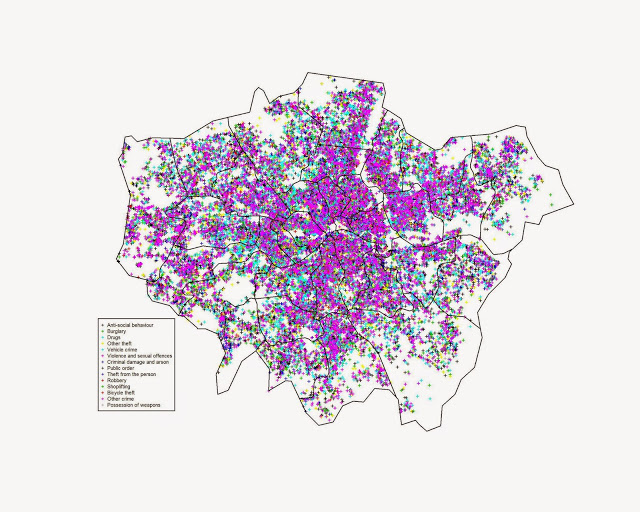 Anti-social behaviour
Burglary
Drugs
Other theft
Vehicle crime
Violence and sexual offences
Criminal damage and arson
Public order
Theft from the person
Robbery
Shoplifting
Bicycle theft
Other crime
Possession of weapons